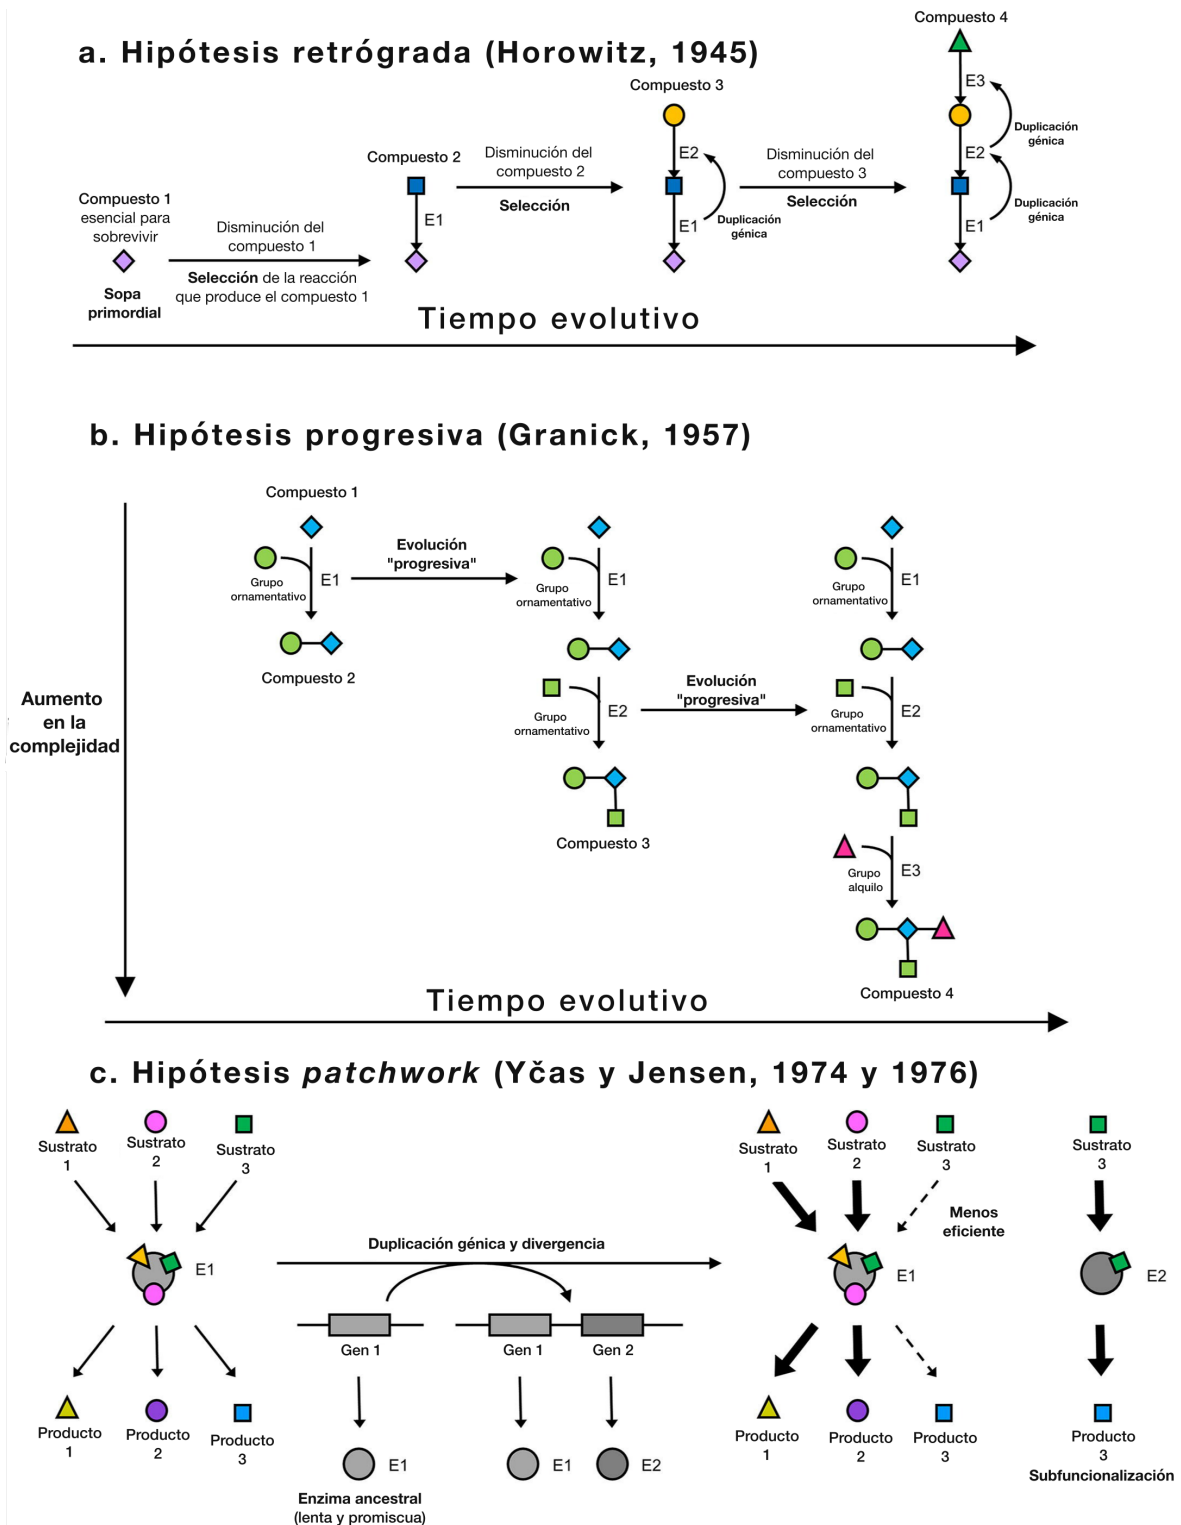 a. Hipótesis retrógrada (Horowitz, 1945)
Compuesto 1
esencial para
sobrevivir
Sopa
primordial
Disminución del
compuesto 1
Selección de la reacción
que produce el compuesto 1
Compuesto 2
E1
Disminución del
compuesto 2
Selección
Compuesto 3
E2
E1
Duplicación
génica
Disminución del
compuesto 3
Selección
Compuesto 4
E3
Duplicación
génica
E2
Duplicación
génica
E1
Tiempo evolutivo
b. Hipótesis progresiva (Granick, 1957)
Aumento
en la
complejidad
Compuesto 1
Grupo
ornamentativo
E1
Compuesto 2
Evolución
"progresiva"
Grupo
ornamentativo
E1
Grupo
ornamentativo
E2
Compuesto 3
Evolución
"progresiva"
Grupo
ornamentativo
E1
Grupo
ornamentativo
E2
Grupo
alquilo
E3
Compuesto 4
Tiempo evolutivo
c. Hipótesis patchwork (Yčas y Jensen, 1974 y 1976)
Sustrato
1
Sustrato
2
Sustrato
3
E1
Producto
1
Producto
2
Producto
3
Duplicación génica y divergencia
Gen 1
Gen 1
Gen 2
E1
Enzima ancestral
(lenta y promiscua)
E1
E2
Sustrato
1
Sustrato
2
Sustrato
3
Menos
eficiente
E1
Producto
1
Producto
2
Producto
3
Sustrato
3
E2
Producto
3
Subfuncionalización